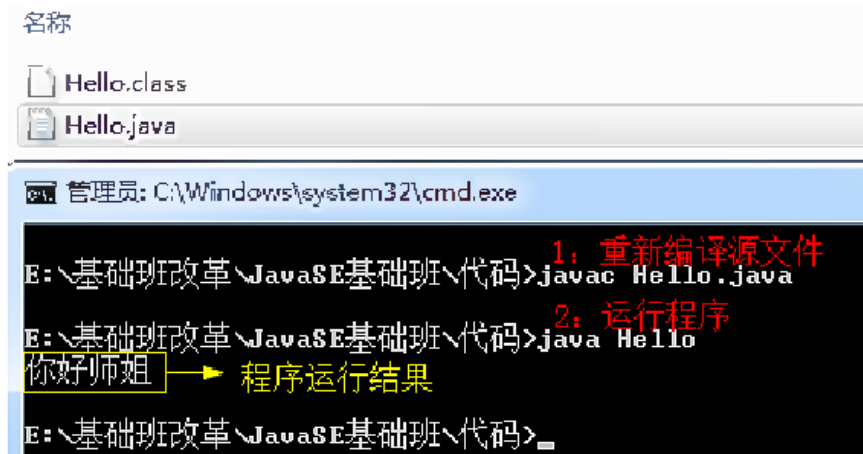 名称
Hello.class
Hello.java
管理员: C:\Windows\system32\cmd.exe
1：重新编译源文件
E:\基础班改革\JavaSE基础班\代码>javac Hello.java
2：运行程序
E:\基础班改革\JavaSE基础班\代码>java Hello
你好师姐 程序运行结果
E:\基础班改革\JavaSE基础班\代码>_